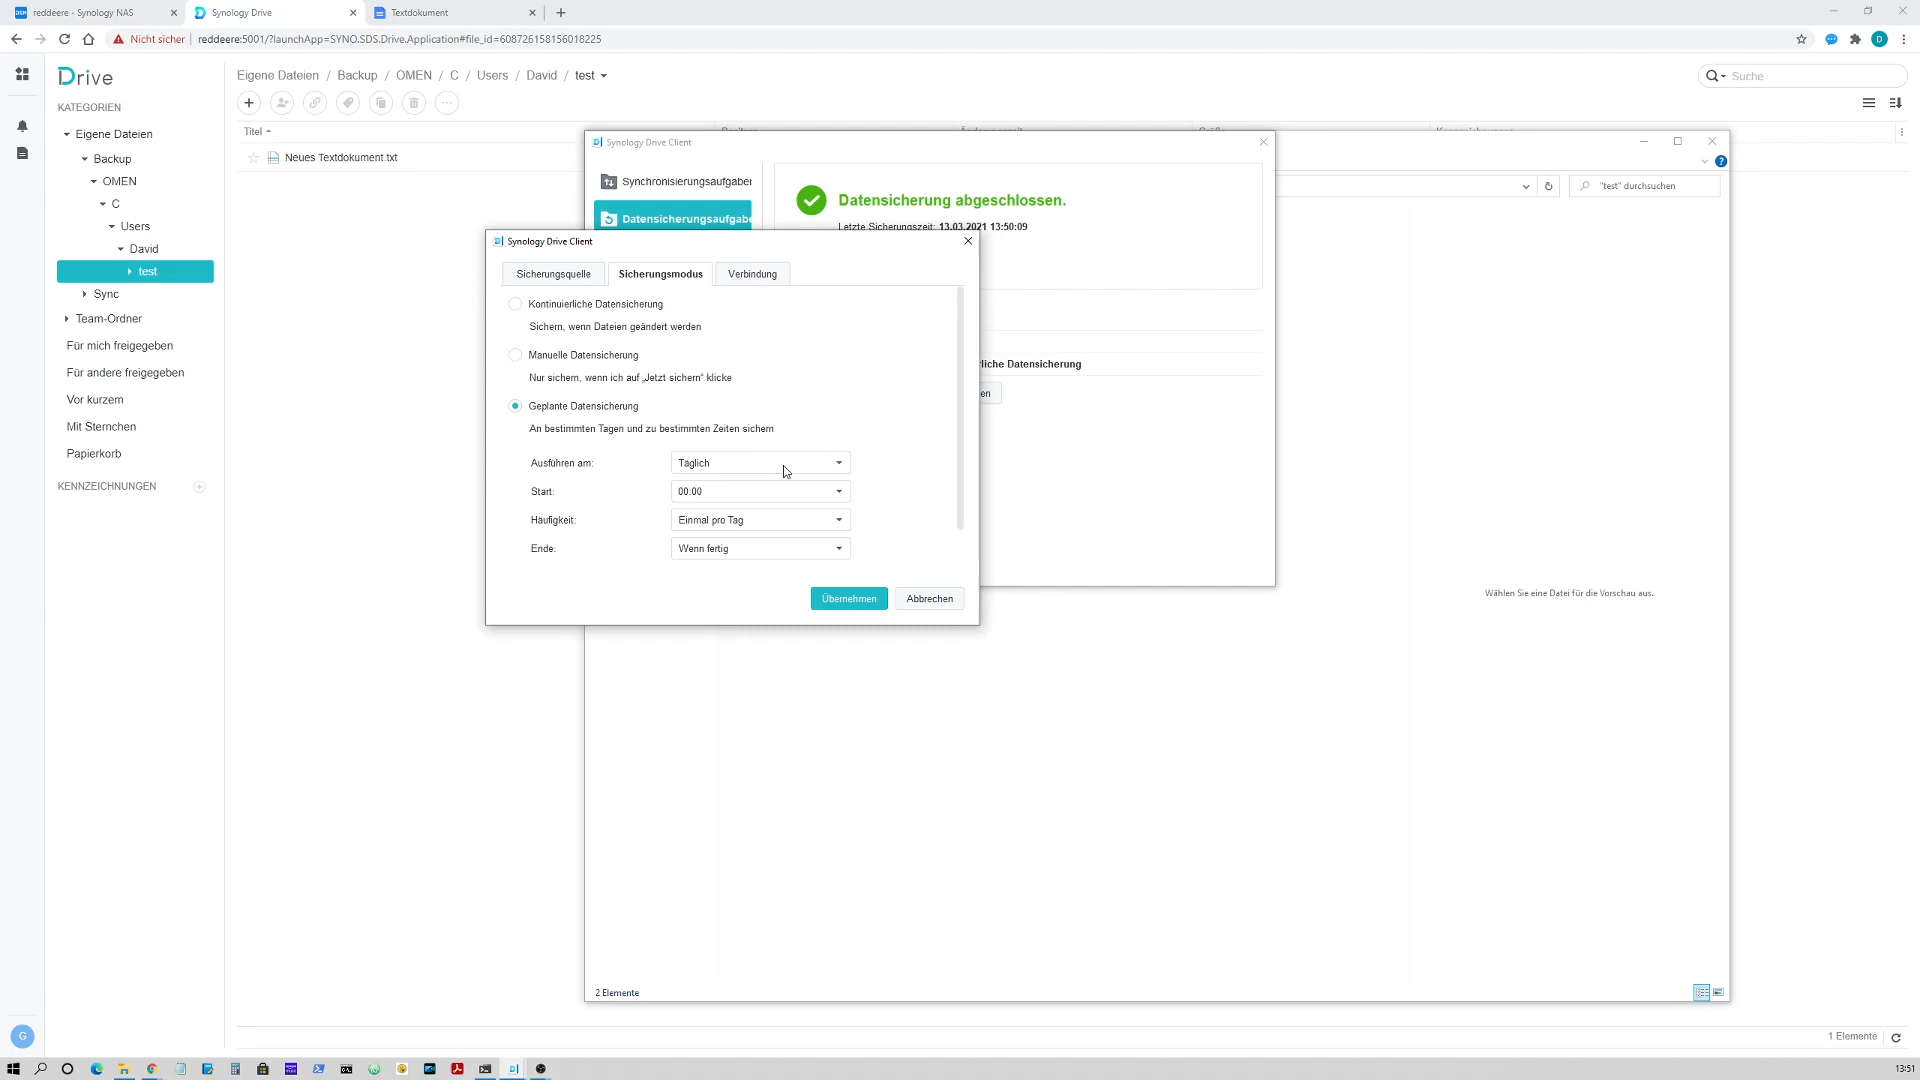 reddeere - Synology NAS
Synology Drive
Textdokument
Nicht sicher
reddeere:5001/?launchApp=SYNO.SDS.Drive.Application#file_id=608726158156018225
D
Drive
Eigene Dateien / Backup / OMEN / C / Users / David / test
Suche
KATEGORIEN
Eigene Dateien
Backup
OMEN
C
Users
David
test
Sync
Team-Ordner
Für mich freigegeben
Für andere freigegeben
Vor kurzem
Mit Sternchen
Papierkorb
KENNZEICHNUNGEN
G
Titel
Neues Textdokument.txt
Synology Drive Client
Synchronisierungsaufgaben
Datensicherungsaufgabe
Datensicherung abgeschlossen.
Letzte Sicherungszeit: 13.03.2021 13:50:09
rliche Datensicherung
en
"test" durchsuchen
Wählen Sie eine Datei für die Vorschau aus.
2 Elemente
Synology Drive Client
Sicherungsquelle
Sicherungsmodus
Verbindung
Kontinuierliche Datensicherung
Sichern, wenn Dateien geändert werden
Manuelle Datensicherung
Nur sichern, wenn ich auf „Jetzt sichern“ klicke
Geplante Datensicherung
An bestimmten Tagen und zu bestimmten Zeiten sichern
Ausführen am: Täglich
Start: 00:00
Häufigkeit: Einmal pro Tag
Ende: Wenn fertig
Übernehmen
Abbrechen
1 Elemente
13:51